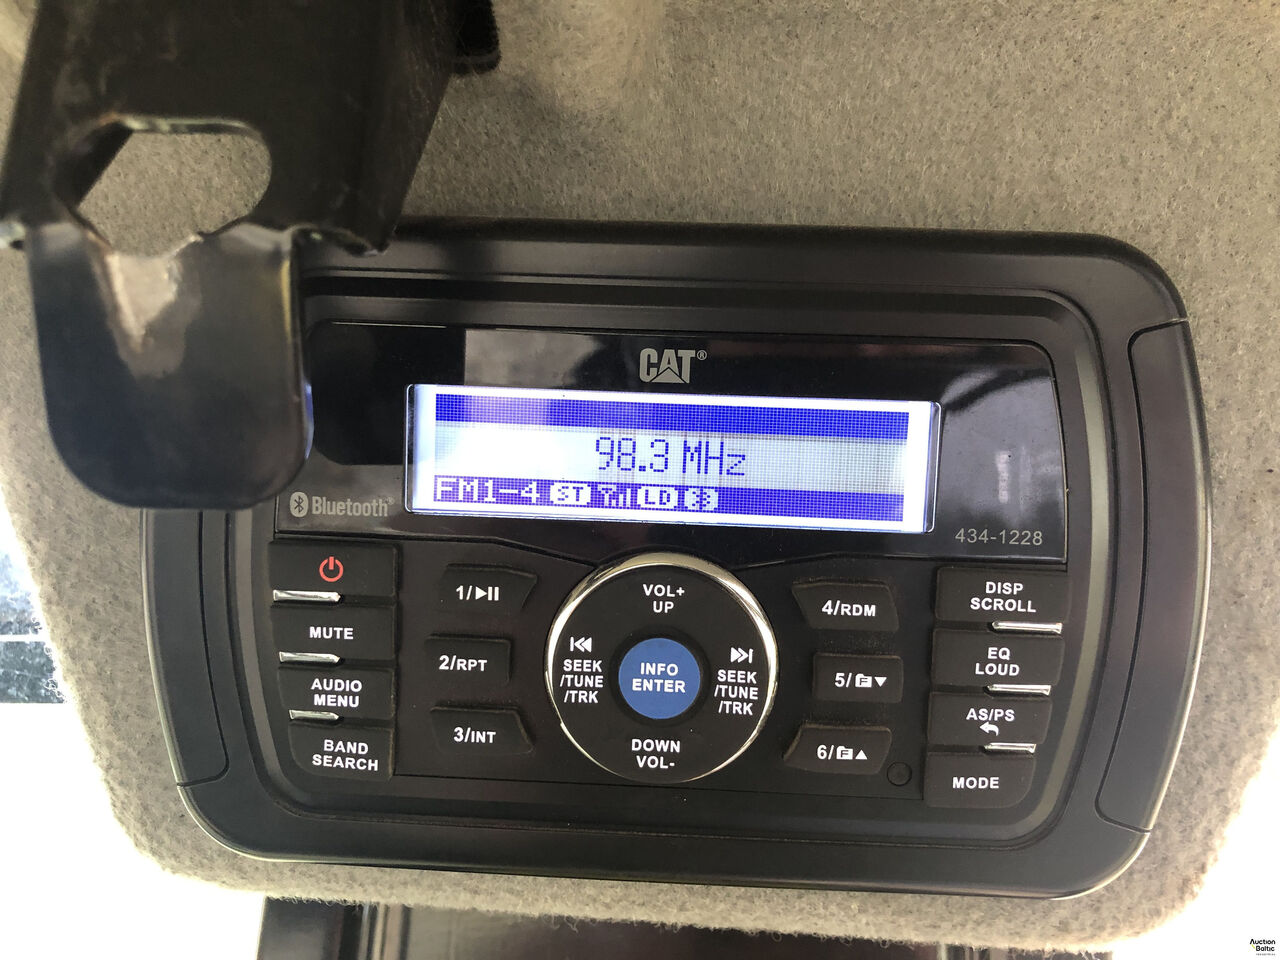 CAT®
98.3 MHz
FM1-4 ST LD
Bluetooth®
434-1228
MUTE
AUDIO
MENU
BAND
SEARCH
1/
2/RPT
3/INT
VOL+
UP
SEEK
/TUNE
/TRK
INFO
ENTER
SEEK
/TUNE
/TRK
DOWN
VOL-
4/RDM
5/F
6/F
DISP
SCROLL
EQ
LOUD
AS/PS
MODE
Auction
Baltic